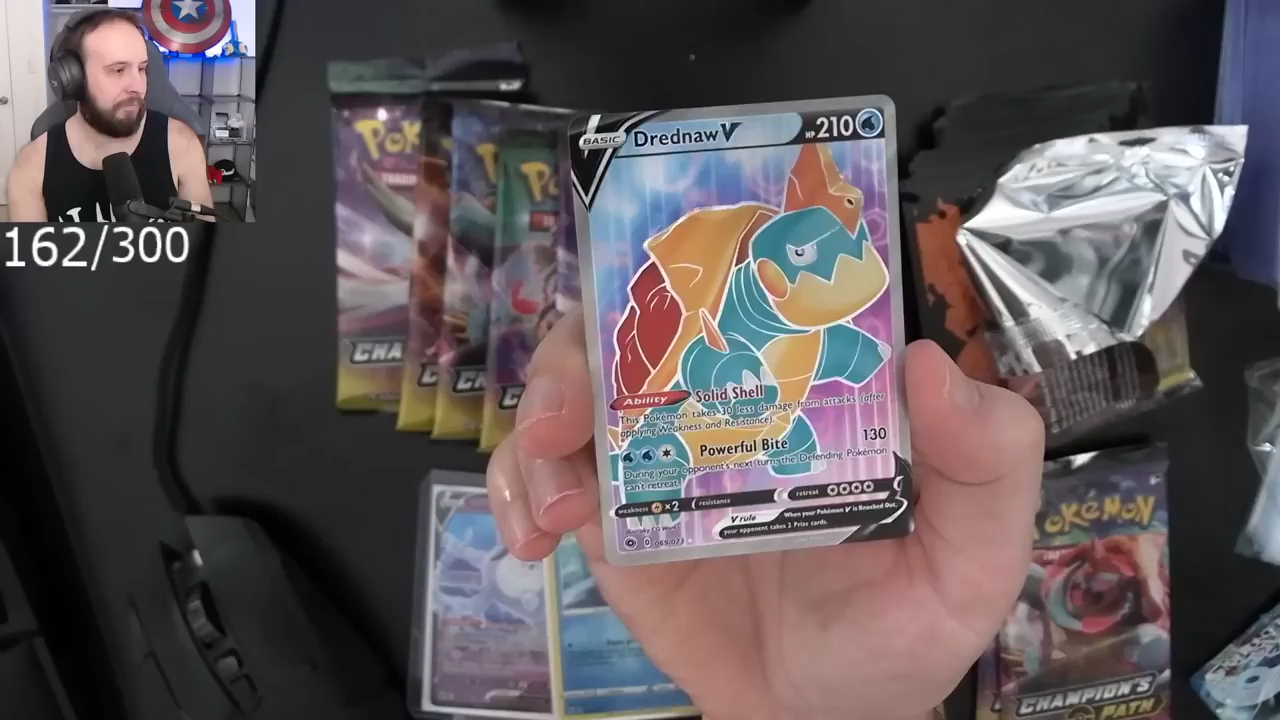 162/300
BASIC Drednaw V HP 210
Ability Solid Shell
This Pokémon takes 30 less damage from attacks (after
applying Weakness and Resistance).
Powerful Bite 130
During your opponent's next turn, the Defending Pokémon
can't retreat.
weakness ×2 resistance retreat
V rule When your Pokémon V is Knocked Out,
your opponent takes 2 Prize cards.
069/073
POKÉMON
CHAMPION'S
PATH